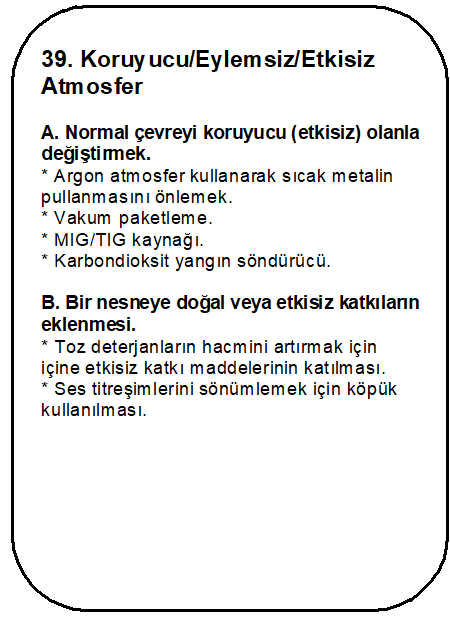 39. Koruyucu/Eylemsiz/Etkisiz
Atmosfer
A. Normal çevreyi koruyucu (etkisiz) olanla
değiştirmek.
* Argon atmosfer kullanarak sıcak metalin
pullanmasını önlemek.
* Vakum paketleme.
* MIG/TIG kaynağı.
* Karbondioksit yangın söndürücü.
B. Bir nesneye doğal veya etkisiz katkıların
eklenmesi.
* Toz deterjanların hacmini artırmak için
içine etkisiz katkı maddelerinin katılması.
* Ses titreşimlerini sönümlemek için köpük
kullanılması.